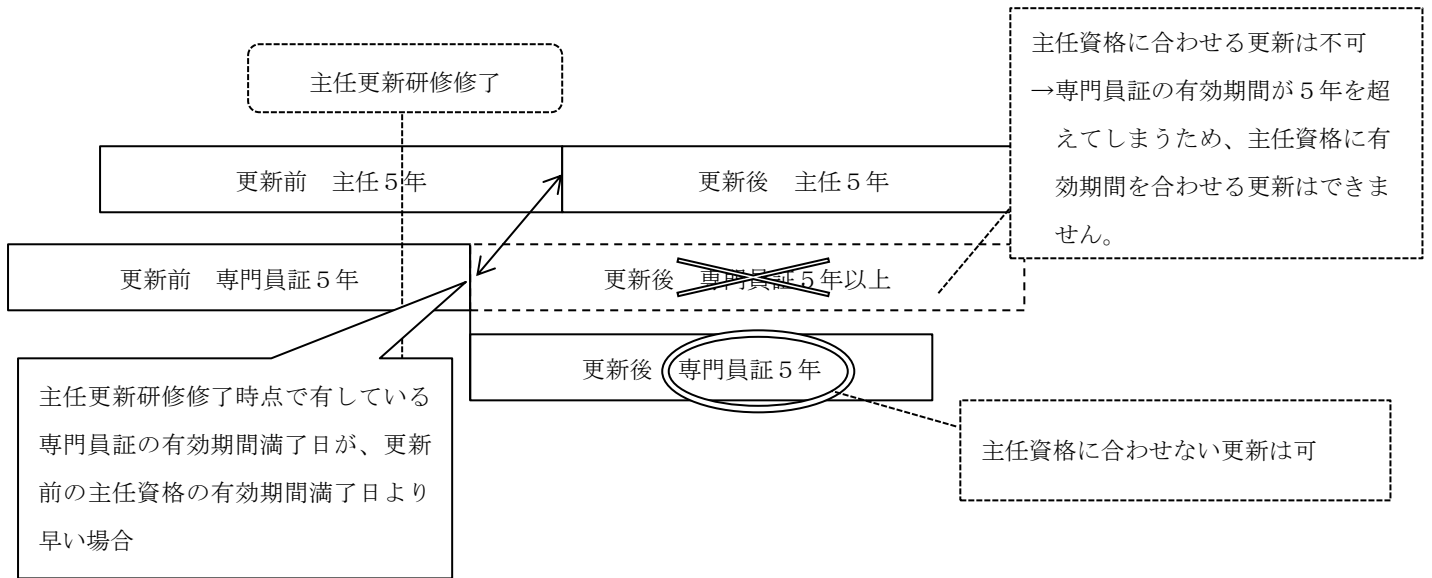 主任更新研修修了
主任資格に合わせる更新は不可
→専門員証の有効期間が５年を超
えてしまうため、主任資格に有
効期間を合わせる更新はできま
せん。
更新前　主任５年
更新後　主任５年
更新前　専門員証５年
更新後　専門員証５年以上
更新後　専門員証５年
主任更新研修修了時点で有している
専門員証の有効期間満了日が、更新
前の主任資格の有効期間満了日より
早い場合
主任資格に合わせない更新は可